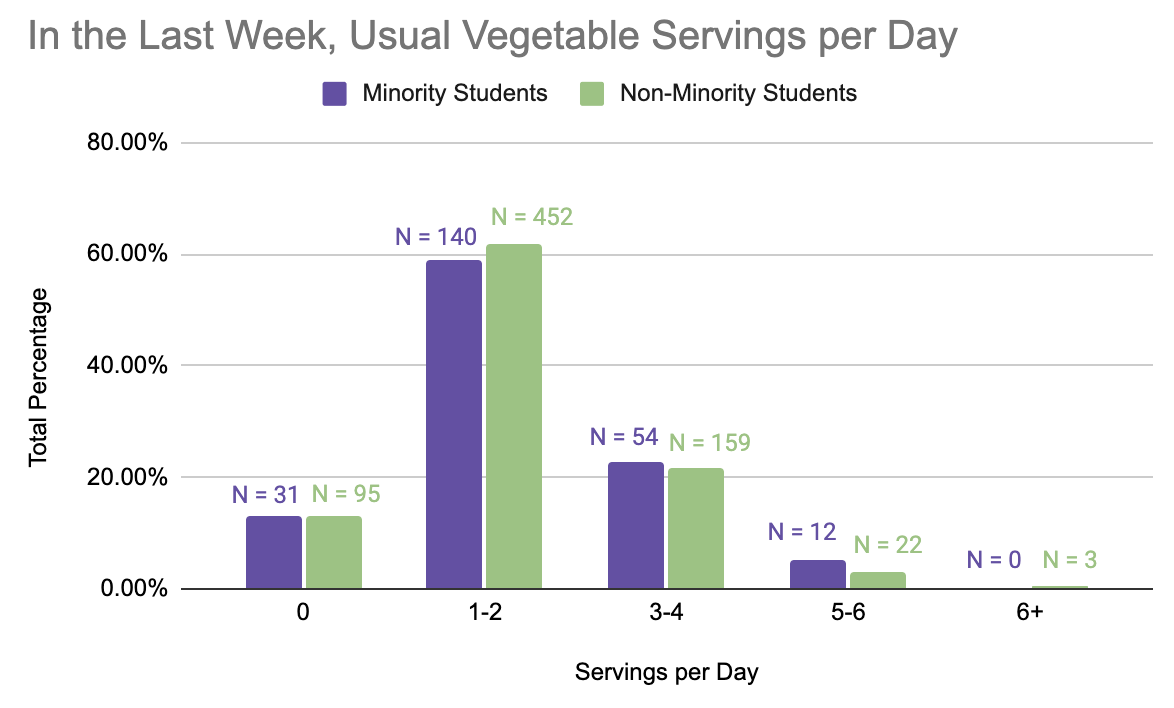 In the Last Week, Usual Vegetable Servings per Day
Minority Students Non-Minority Students
80.00%
60.00%
40.00%
20.00%
0.00%
Total Percentage
N = 31 N = 95
N = 140 N = 452
N = 54 N = 159
N = 12 N = 22
N = 0 N = 3
0 1-2 3-4 5-6 6+
Servings per Day